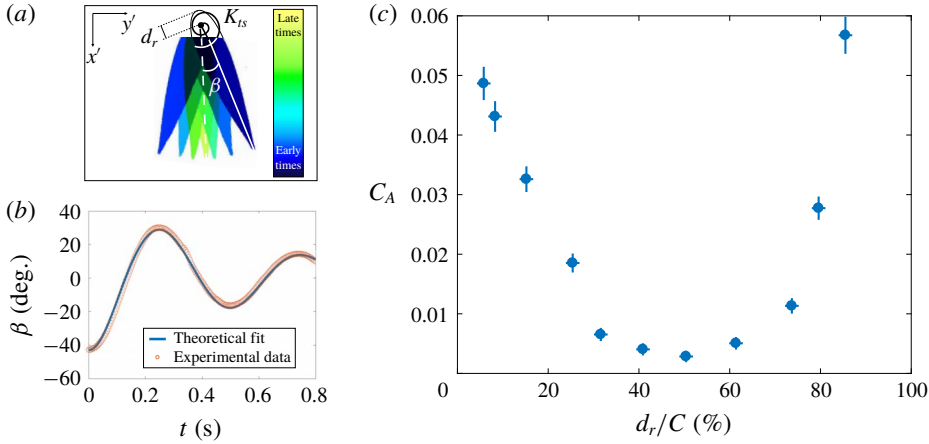 (a)
y′
x′
d_r
K_ts
β
Late
times
Early
times
(b)
β (deg.)
40
20
0
−20
−40
−60
Theoretical fit
Experimental data
0
0.2
0.4
0.6
0.8
t (s)
(c)
C_A
0.06
0.05
0.04
0.03
0.02
0.01
0
20
40
60
80
100
d_r/C (%)